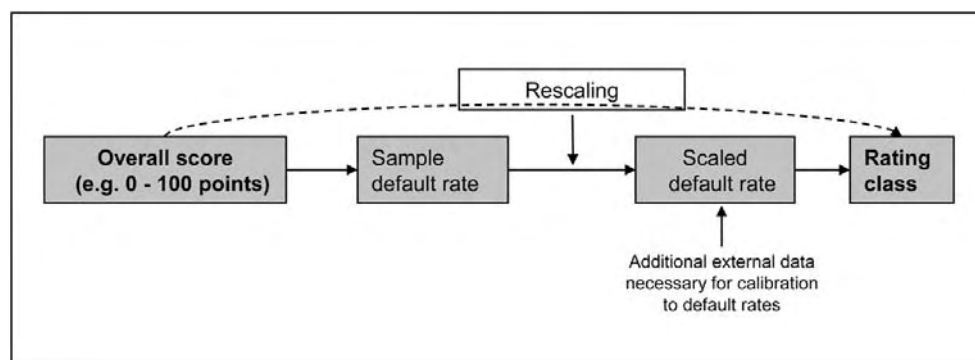 Rescaling
Overall score
(e.g. 0 - 100 points)
Sample
default rate
Scaled
default rate
Rating
class
Additional external data
necessary for calibration
to default rates